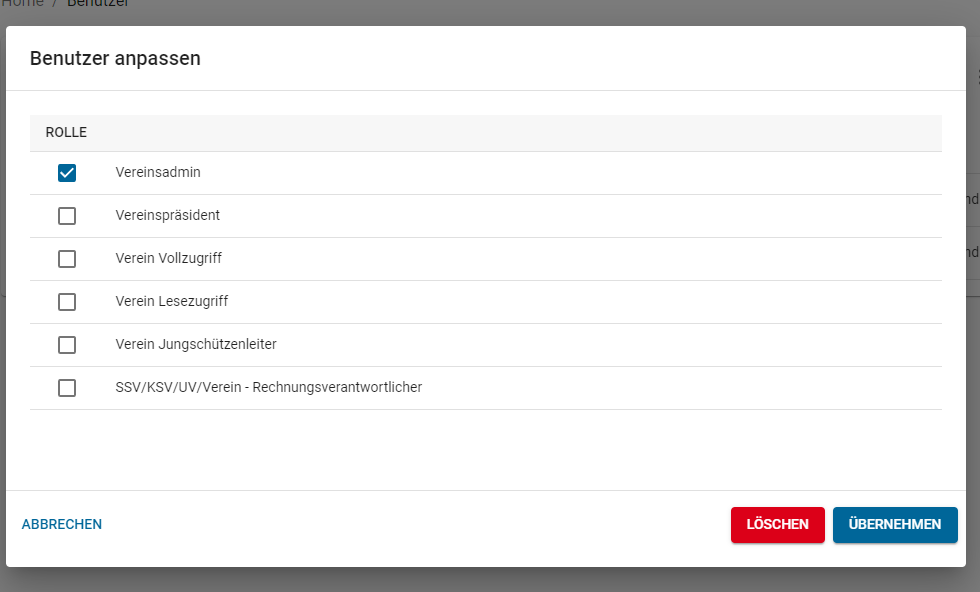 Home / Benutzer
Benutzer anpassen
ROLLE
Vereinsadmin
Vereinspräsident
Verein Vollzugriff
Verein Lesezugriff
Verein Jungschützenleiter
SSV/KSV/UV/Verein - Rechnungsverantwortlicher
ABBRECHEN
LÖSCHEN
ÜBERNEHMEN